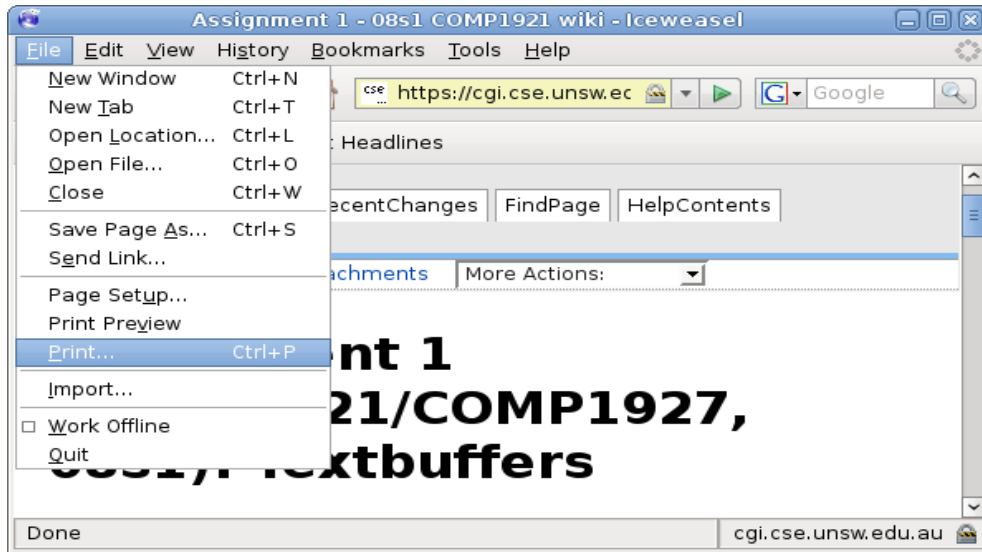 Assignment 1 - 08s1 COMP1921 wiki - Iceweasel
File Edit View History Bookmarks Tools Help
New Window Ctrl+N
cse https://cgi.cse.unsw.ec G Google
New Tab Ctrl+T
Open Location... Ctrl+L
Headlines
Open File... Ctrl+O
Close Ctrl+W
ecentChanges FindPage HelpContents
Save Page As... Ctrl+S
Send Link...
achments More Actions:
Page Setup...
Print Preview
Print... Ctrl+P
nt 1
Import...
21/COMP1927,
Work Offline
Quit
08s1): Textbuffers
Done cgi.cse.unsw.edu.au